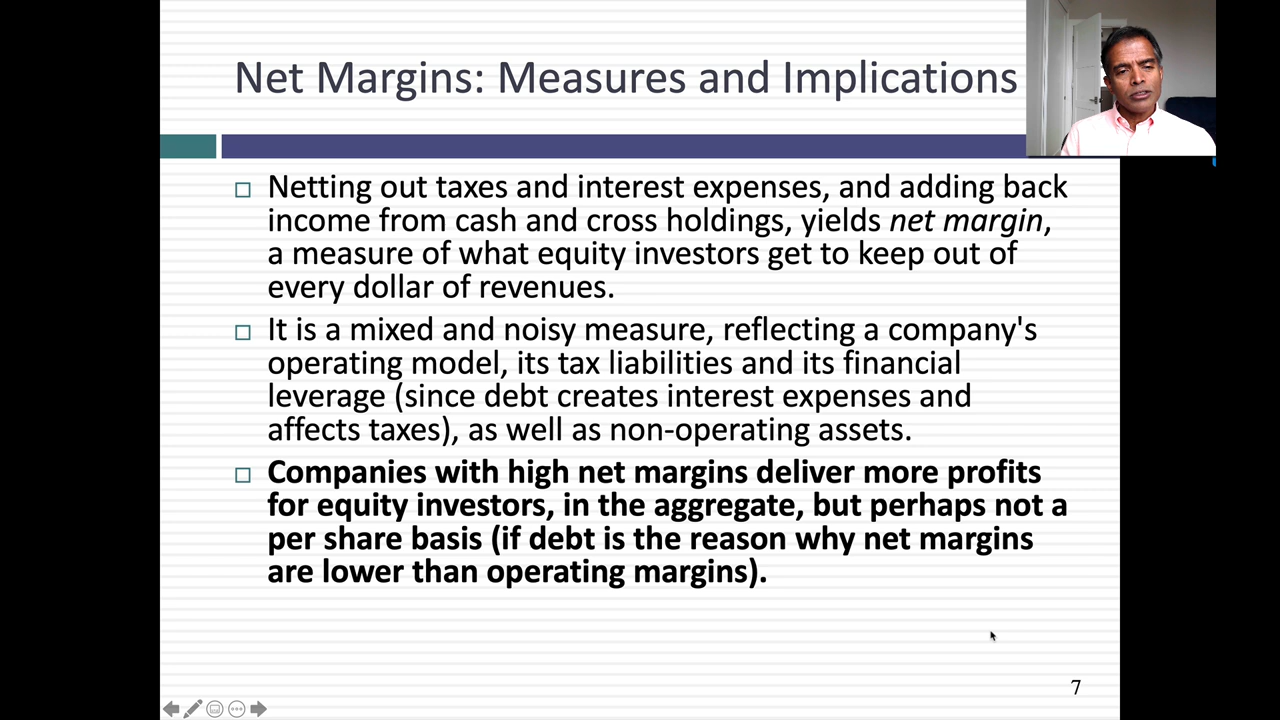 Net Margins: Measures and Implications
Netting out taxes and interest expenses, and adding back
income from cash and cross holdings, yields net margin,
a measure of what equity investors get to keep out of
every dollar of revenues.
It is a mixed and noisy measure, reflecting a company's
operating model, its tax liabilities and its financial
leverage (since debt creates interest expenses and
affects taxes), as well as non-operating assets.
Companies with high net margins deliver more profits
for equity investors, in the aggregate, but perhaps not a
per share basis (if debt is the reason why net margins
are lower than operating margins).
7